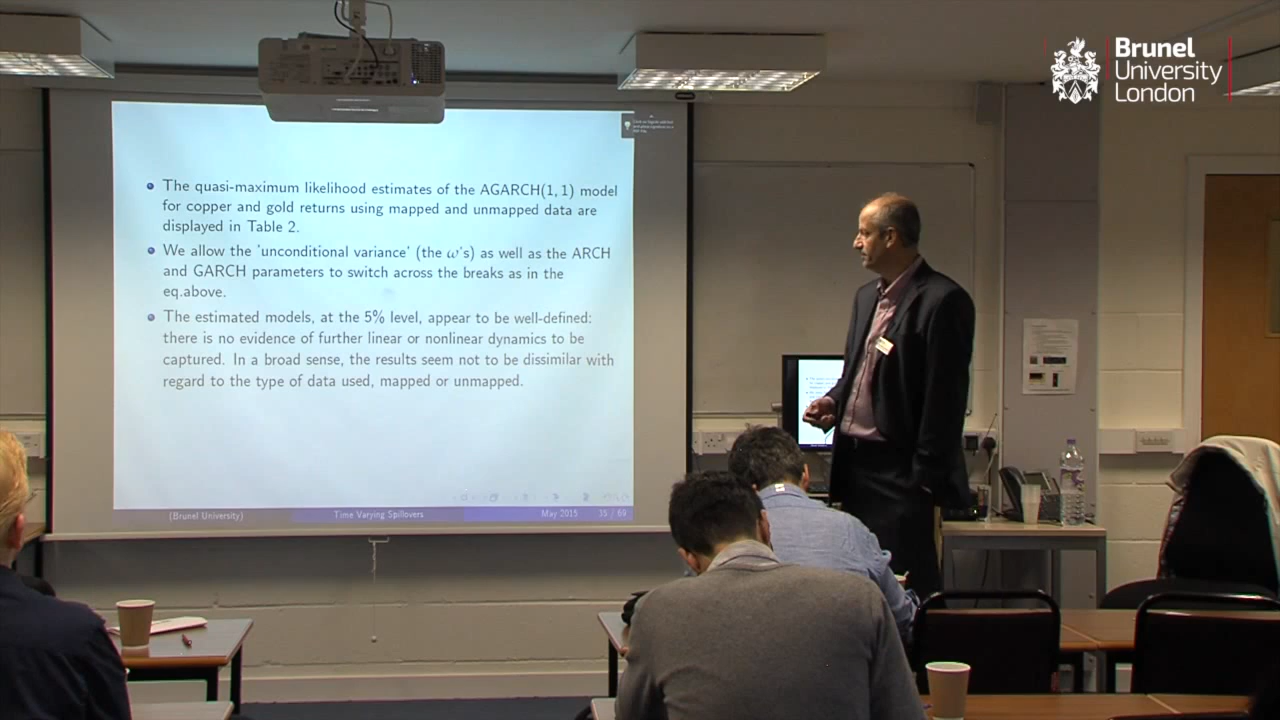 Brunel
University
London
The quasi-maximum likelihood estimates of the AGARCH(1, 1) model
for copper and gold returns using mapped and unmapped data are
displayed in Table 2.
We allow the 'unconditional variance' (the ω's) as well as the ARCH
and GARCH parameters to switch across the breaks as in the
eq.above.
The estimated models, at the 5% level, appear to be well-defined:
there is no evidence of further linear or nonlinear dynamics to be
captured. In a broad sense, the results seem not to be dissimilar with
regard to the type of data used, mapped or unmapped.
(Brunel University) Time Varying Spillovers May 2015 35 / 69